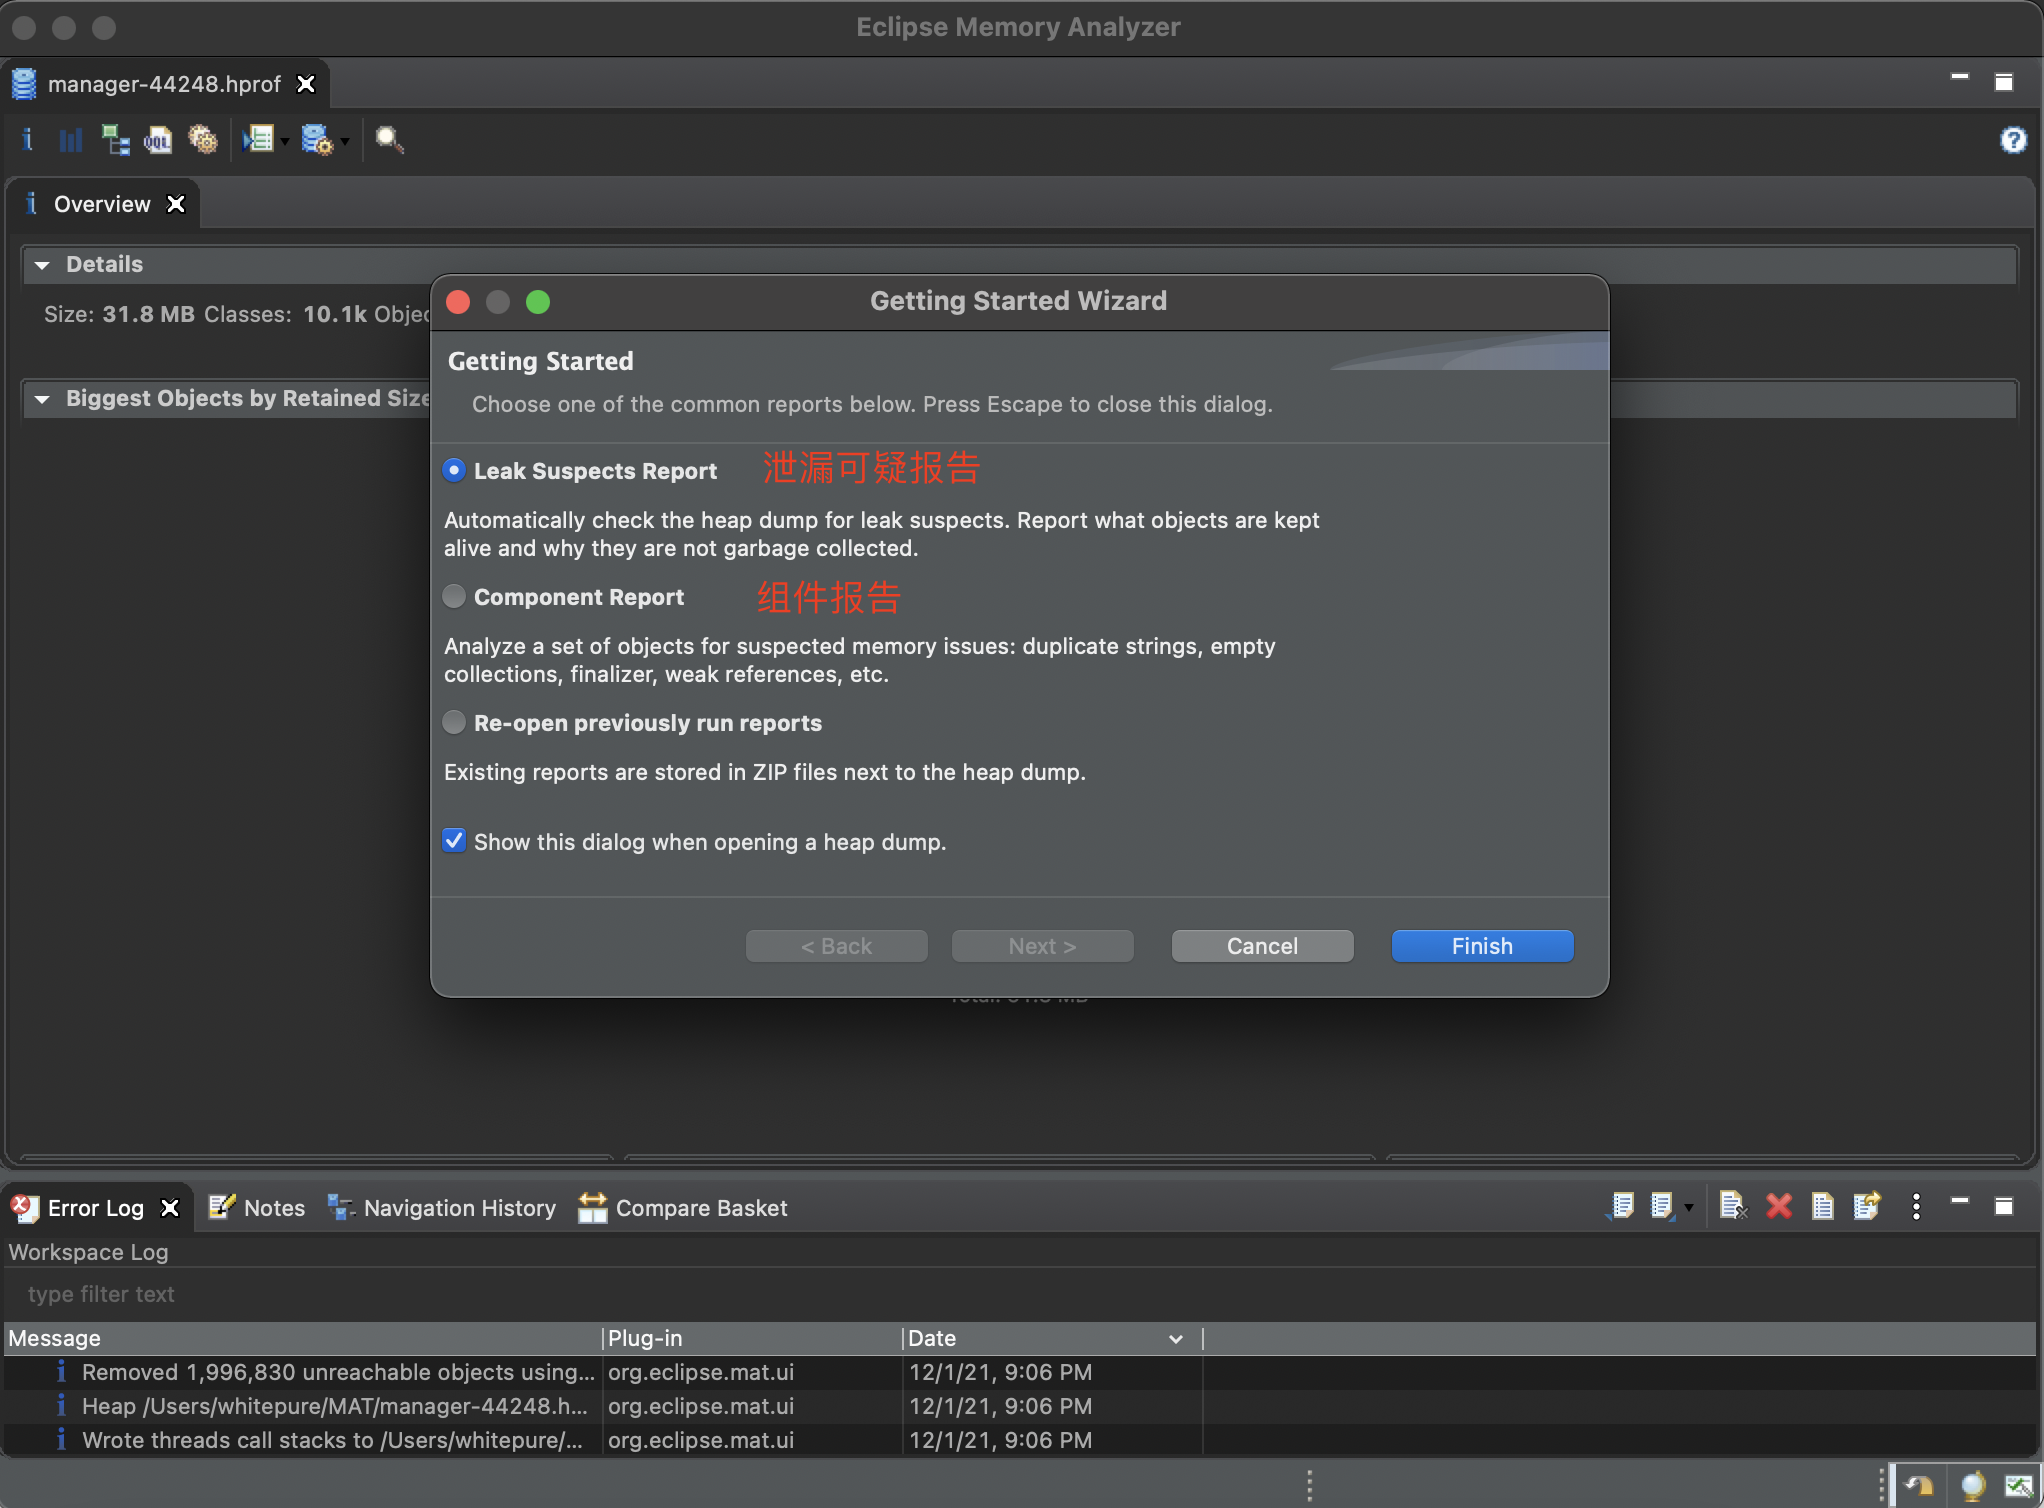 Eclipse Memory Analyzer
manager-44248.hprof
Overview
Details
Size: 31.8 MB Classes: 10.1k
Biggest Objects by Retained Size
Getting Started Wizard
Getting Started
Choose one of the common reports below. Press Escape to close this dialog.
Leak Suspects Report 泄漏可疑报告
Automatically check the heap dump for leak suspects. Report what objects are kept
alive and why they are not garbage collected.
Component Report 组件报告
Analyze a set of objects for suspected memory issues: duplicate strings, empty
collections, finalizer, weak references, etc.
Re-open previously run reports
Existing reports are stored in ZIP files next to the heap dump.
Show this dialog when opening a heap dump.
< Back Next > Cancel Finish
Error Log Notes Navigation History Compare Basket
Workspace Log
type filter text
Message Plug-in Date
Removed 1,996,830 unreachable objects using... org.eclipse.mat.ui 12/1/21, 9:06 PM
Heap /Users/whitepure/MAT/manager-44248.h... org.eclipse.mat.ui 12/1/21, 9:06 PM
Wrote threads call stacks to /Users/whitepure/... org.eclipse.mat.ui 12/1/21, 9:06 PM